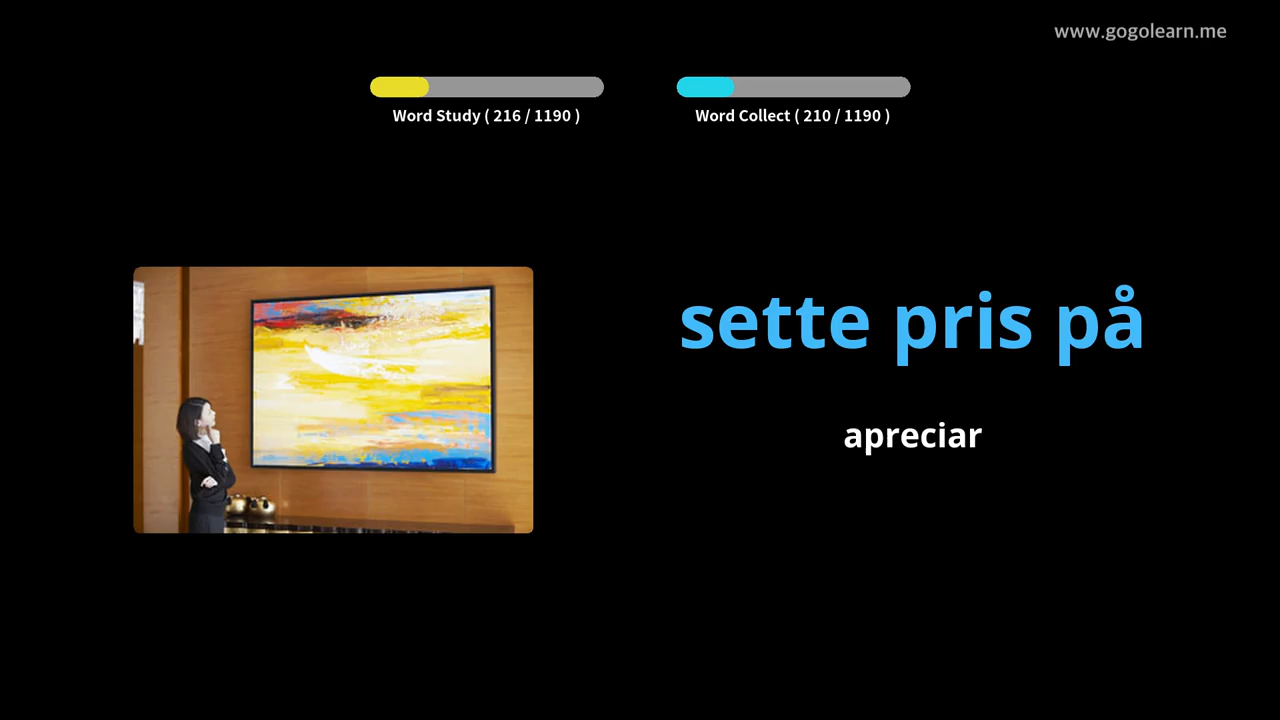 www.gogolearn.me
Word Study ( 216 / 1190 )
Word Collect ( 210 / 1190 )
sette pris på
apreciar